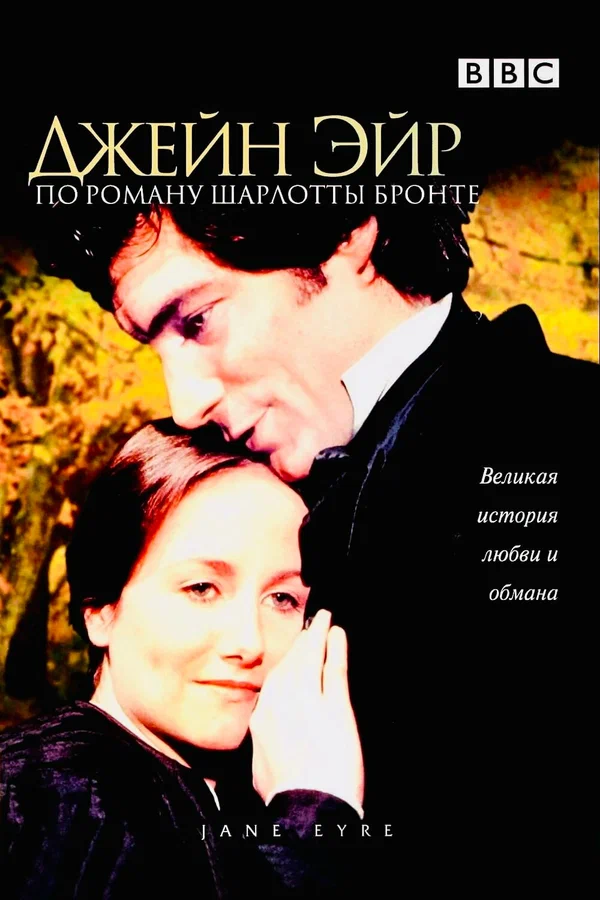 BBC
ДЖЕЙН ЭЙР
ПО РОМАНУ ШАРЛОТТЫ БРОНТЕ
Великая
история
любви и
обмана
JANE EYRE